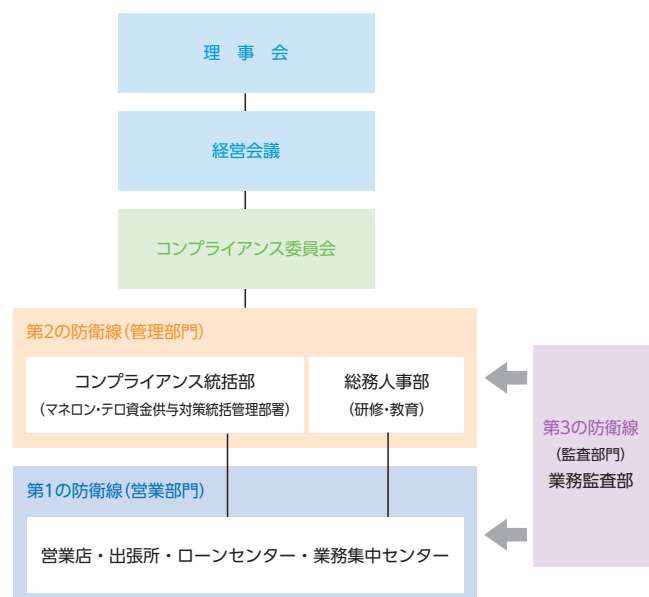 理　事　会
経営会議
コンプライアンス委員会
第2の防衛線（管理部門）
コンプライアンス統括部
（マネロン・テロ資金供与対策統括管理部署）
総務人事部
（研修・教育）
第3の防衛線
（監査部門）
業務監査部
第1の防衛線（営業部門）
営業店・出張所・ローンセンター・業務集中センター